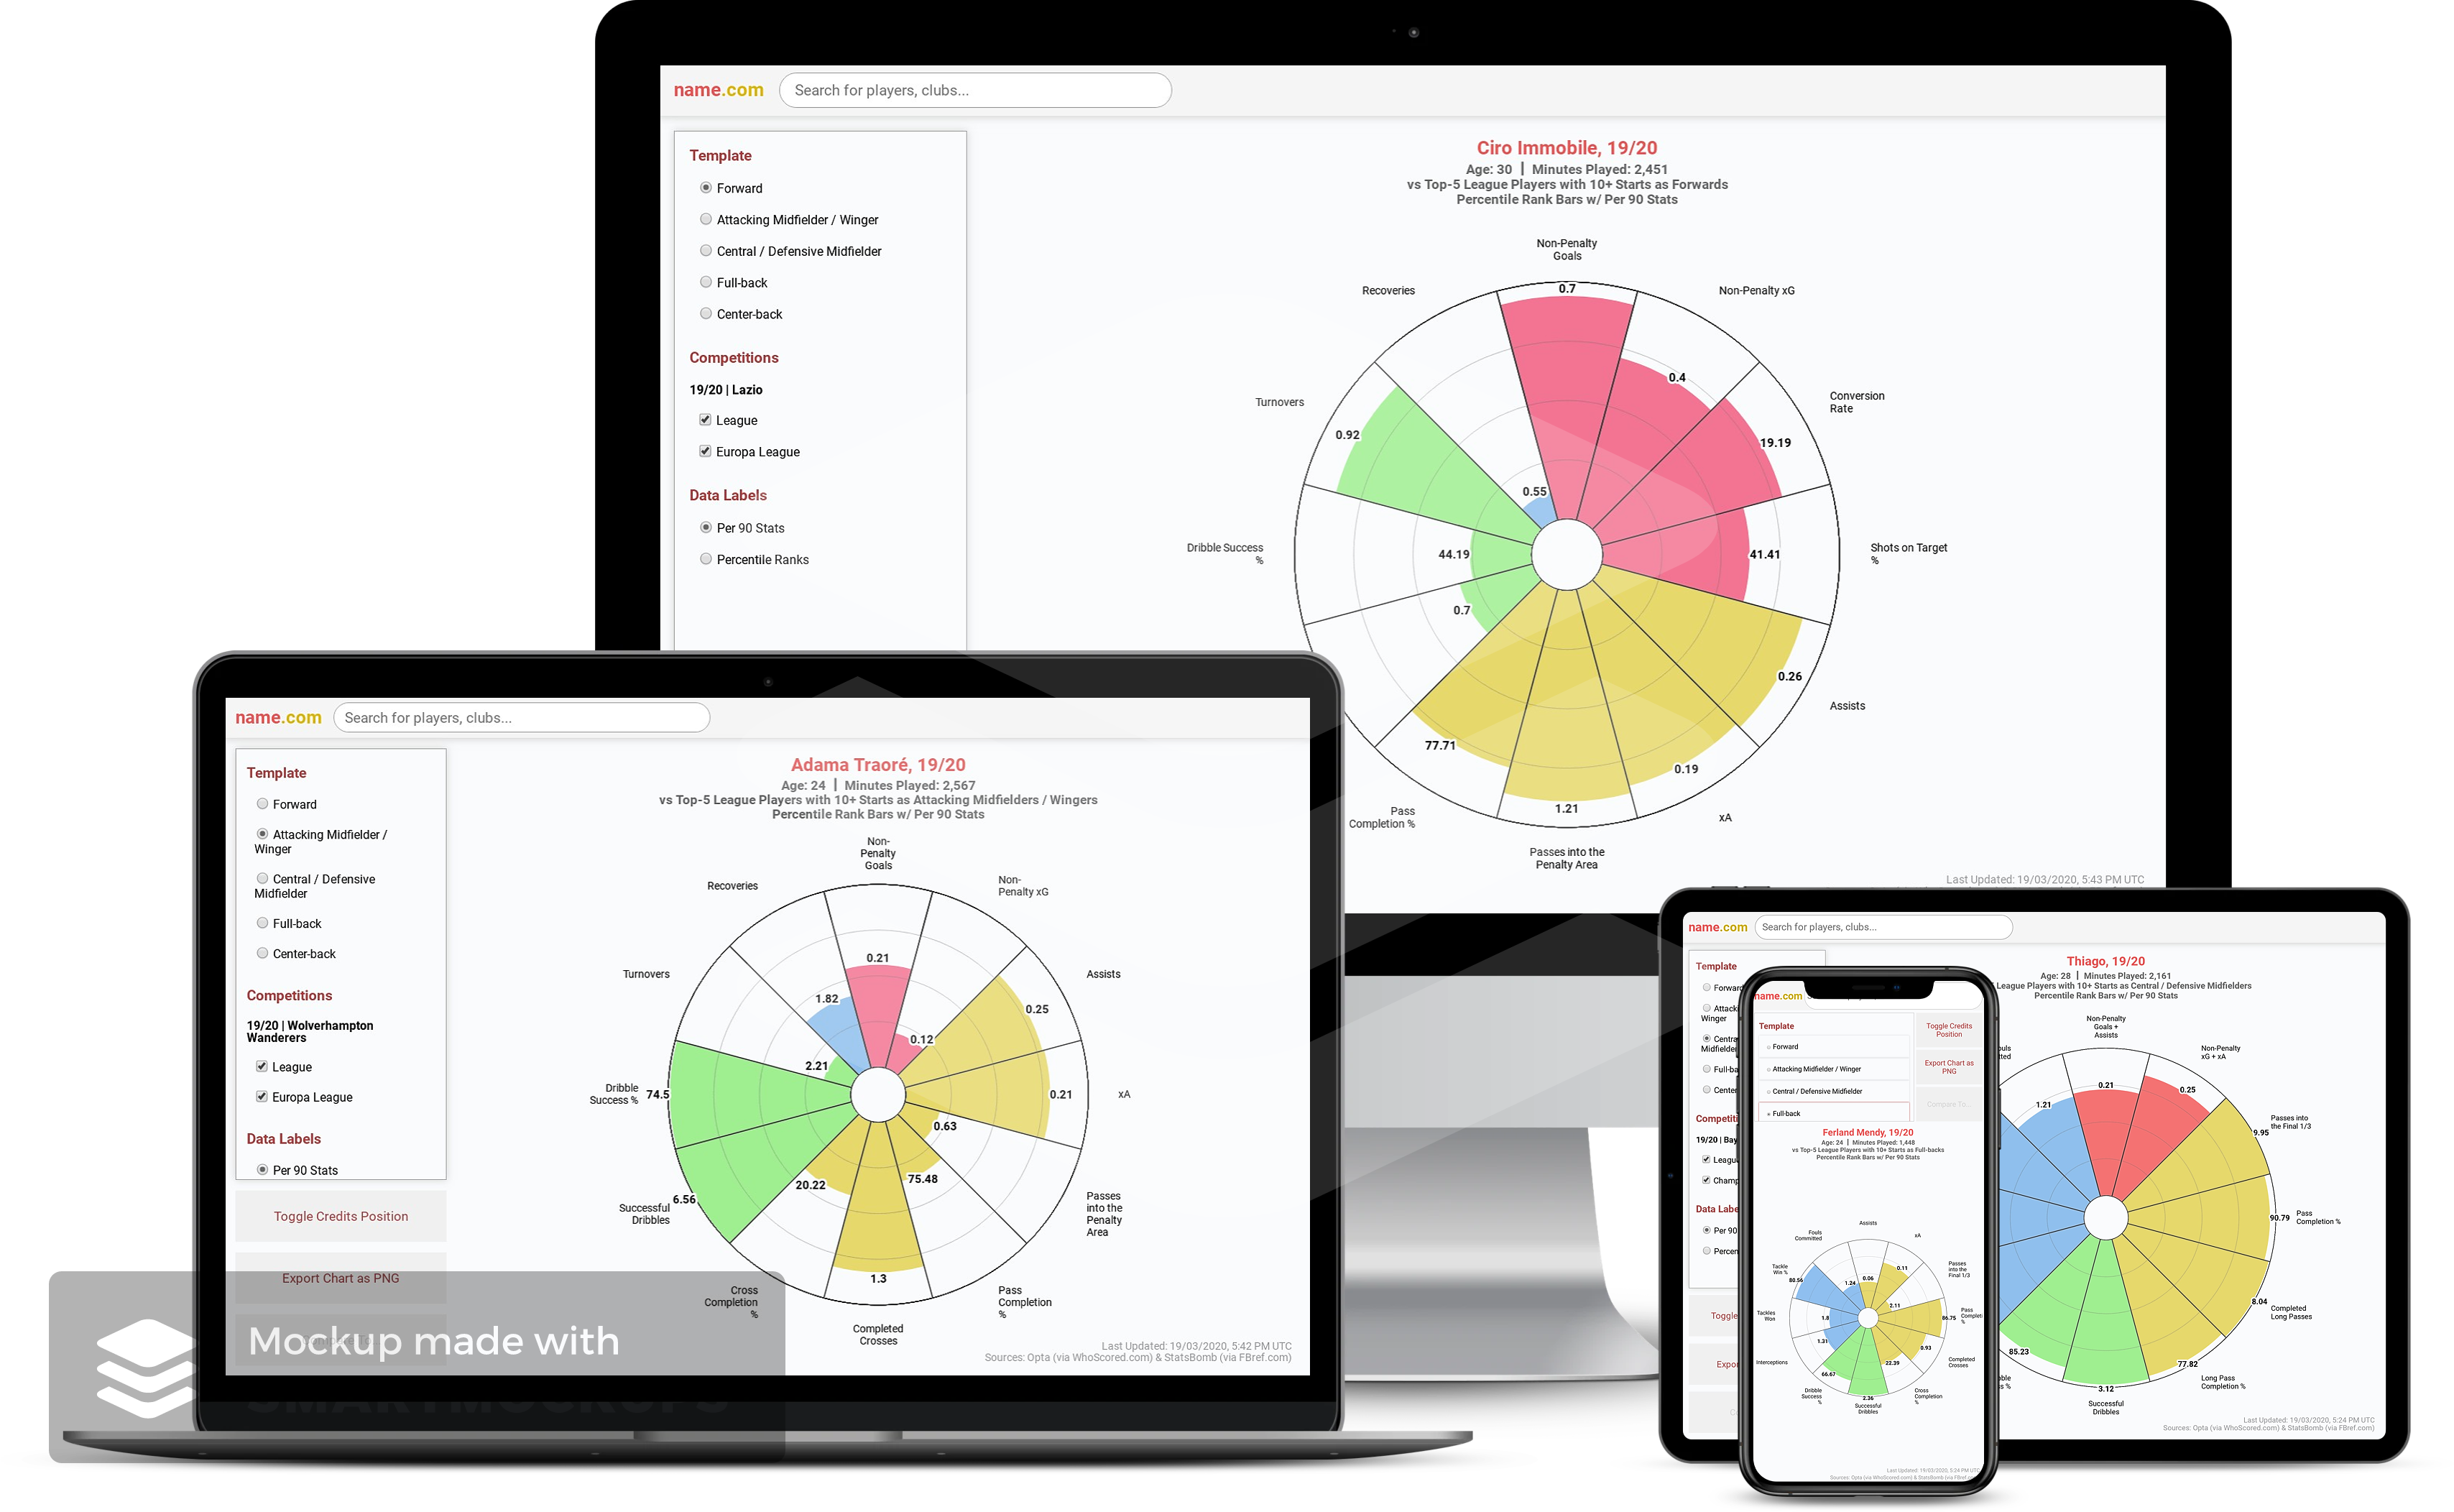 name.com
Search for players, clubs...
Template
Forward
Attacking Midfielder / Winger
Central / Defensive Midfielder
Full-back
Center-back
Competitions
19/20 | Lazio
League
Europa League
Data Labels
Per 90 Stats
Percentile Ranks
Ciro Immobile, 19/20
Age: 30 | Minutes Played: 2,451
vs Top-5 League Players with 10+ Starts as Forwards
Percentile Rank Bars w/ Per 90 Stats
Non-Penalty
Goals
0.7
Non-Penalty xG
0.4
Conversion
Rate
19.19
Shots on Target
%
41.41
Assists
0.26
xA
0.19
Passes into the
Penalty Area
1.21
Pass
Completion %
77.71
0.7
Dribble Success
%
44.19
Turnovers
0.92
Recoveries
0.55
Last Updated: 19/03/2020, 5:43 PM UTC
name.com
Search for players, clubs...
Template
Forward
Attacking Midfielder /
Winger
Central / Defensive
Midfielder
Full-back
Center-back
Competitions
19/20 | Wolverhampton
Wanderers
League
Europa League
Data Labels
Per 90 Stats
Toggle Credits Position
Export Chart as PNG
Adama Traoré, 19/20
Age: 24 | Minutes Played: 2,567
vs Top-5 League Players with 10+ Starts as Attacking Midfielders / Wingers
Percentile Rank Bars w/ Per 90 Stats
Non-
Penalty
Goals
0.21
Non-
Penalty xG
0.12
Assists
0.25
xA
0.21
Passes
into the
Penalty
Area
0.63
Pass
Completion
%
75.48
Completed
Crosses
1.3
Cross
Completion
%
20.22
Successful
Dribbles
6.56
Dribble
Success %
74.5
Turnovers
2.21
Recoveries
1.82
Last Updated: 19/03/2020, 5:42 PM UTC
Sources: Opta (via WhoScored.com) & StatsBomb (via FBref.com)
Mockup made with
SMARTMOCKUPS
name.com
Search for players, clubs...
Template
Forward
Attack
Winger
Centra
Midfielder
Full-ba
Center
Competiti
19/20 | Bay
Leagu
Champ
Data Labe
Per 90
Percen
Toggle
Expor
Thiago, 19/20
Age: 28 | Minutes Played: 2,161
League Players with 10+ Starts as Central / Defensive Midfielders
Percentile Rank Bars w/ Per 90 Stats
Non-Penalty
Goals +
Assists
0.21
Non-Penalty
xG + xA
0.25
Passes into
the Final 1/3
9.95
Pass
Completion %
90.79
Completed
Long Passes
8.04
Long Pass
Completion %
77.82
Successful
Dribbles
3.12
85.23
1.21
Last Updated: 19/03/2020, 5:24 PM UTC
Sources: Opta (via WhoScored.com) & StatsBomb (via FBref.com)
name.com
Template
Forward
Attacking Midfielder / Winger
Central / Defensive Midfielder
Full-back
Toggle Credits
Position
Export Chart as
PNG
Compare To...
Ferland Mendy, 19/20
Age: 24 | Minutes Played: 1,448
vs Top-5 League Players with 10+ Starts as Full-backs
Percentile Rank Bars w/ Per 90 Stats
Assists
0.06
xA
0.11
Passes
into the
Final 1/3
2.11
Pass
Complet
%
86.75
Completed
Crosses
0.93
Cross
Completion
%
22.39
Successful
Dribbles
2.36
Dribble
Success
%
66.67
Interceptions
1.31
Tackles
Won
1.8
Tackle
Win %
80.56
Fouls
Committed
1.24
Last Updated: 19/03/2020, 5:24 PM UTC